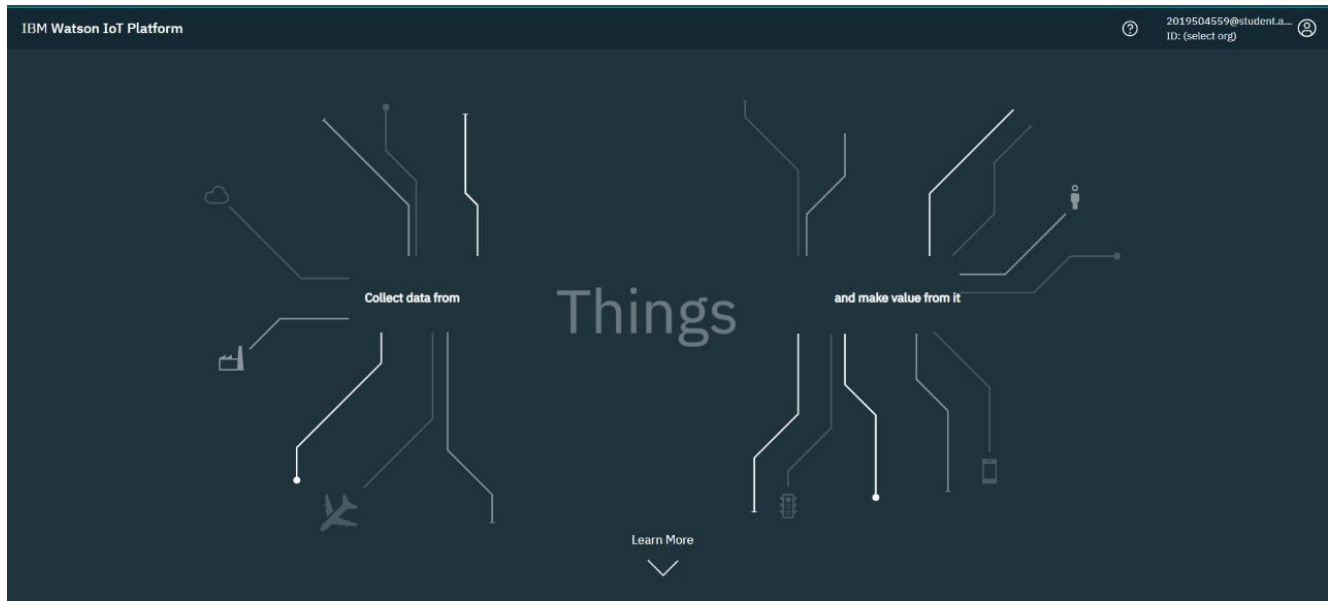 IBM Watson IoT Platform
2019504559@student.a...
ID: (select org)
Collect data from
Things
and make value from it
Learn More